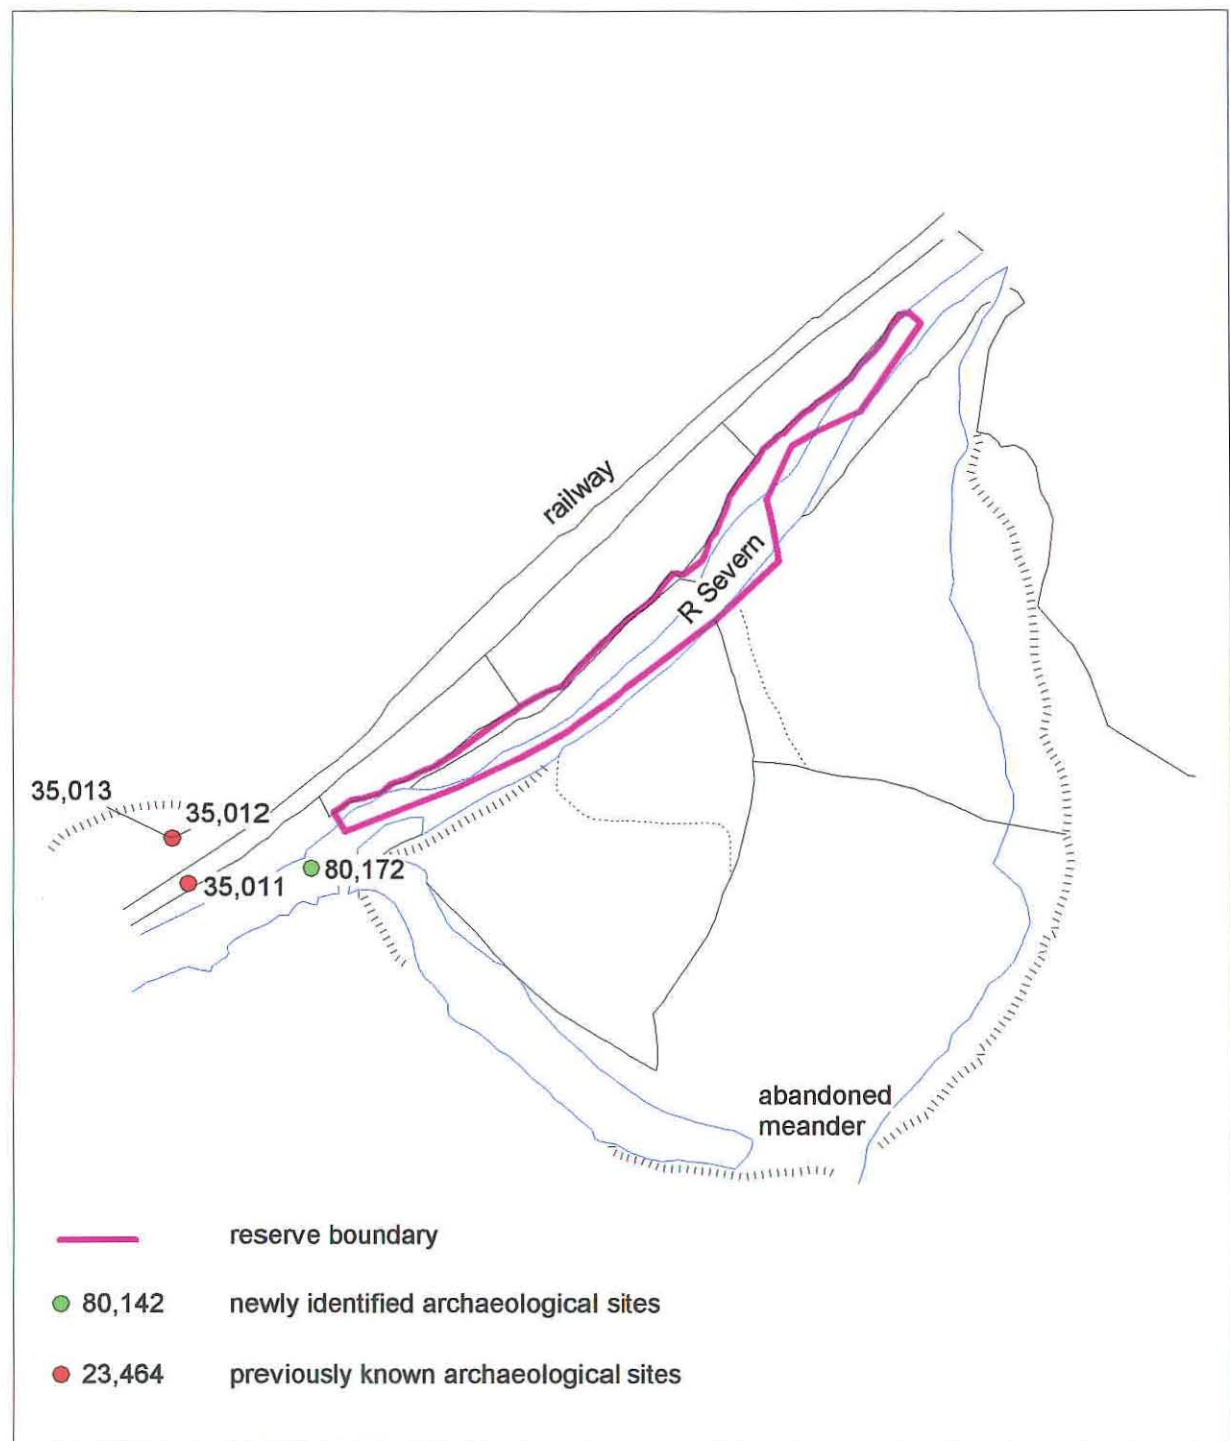 railway
R Severn
35,013
35,012
35,011
80,172
abandoned
meander
reserve boundary
80,142 newly identified archaeological sites
23,464 previously known archaeological sites